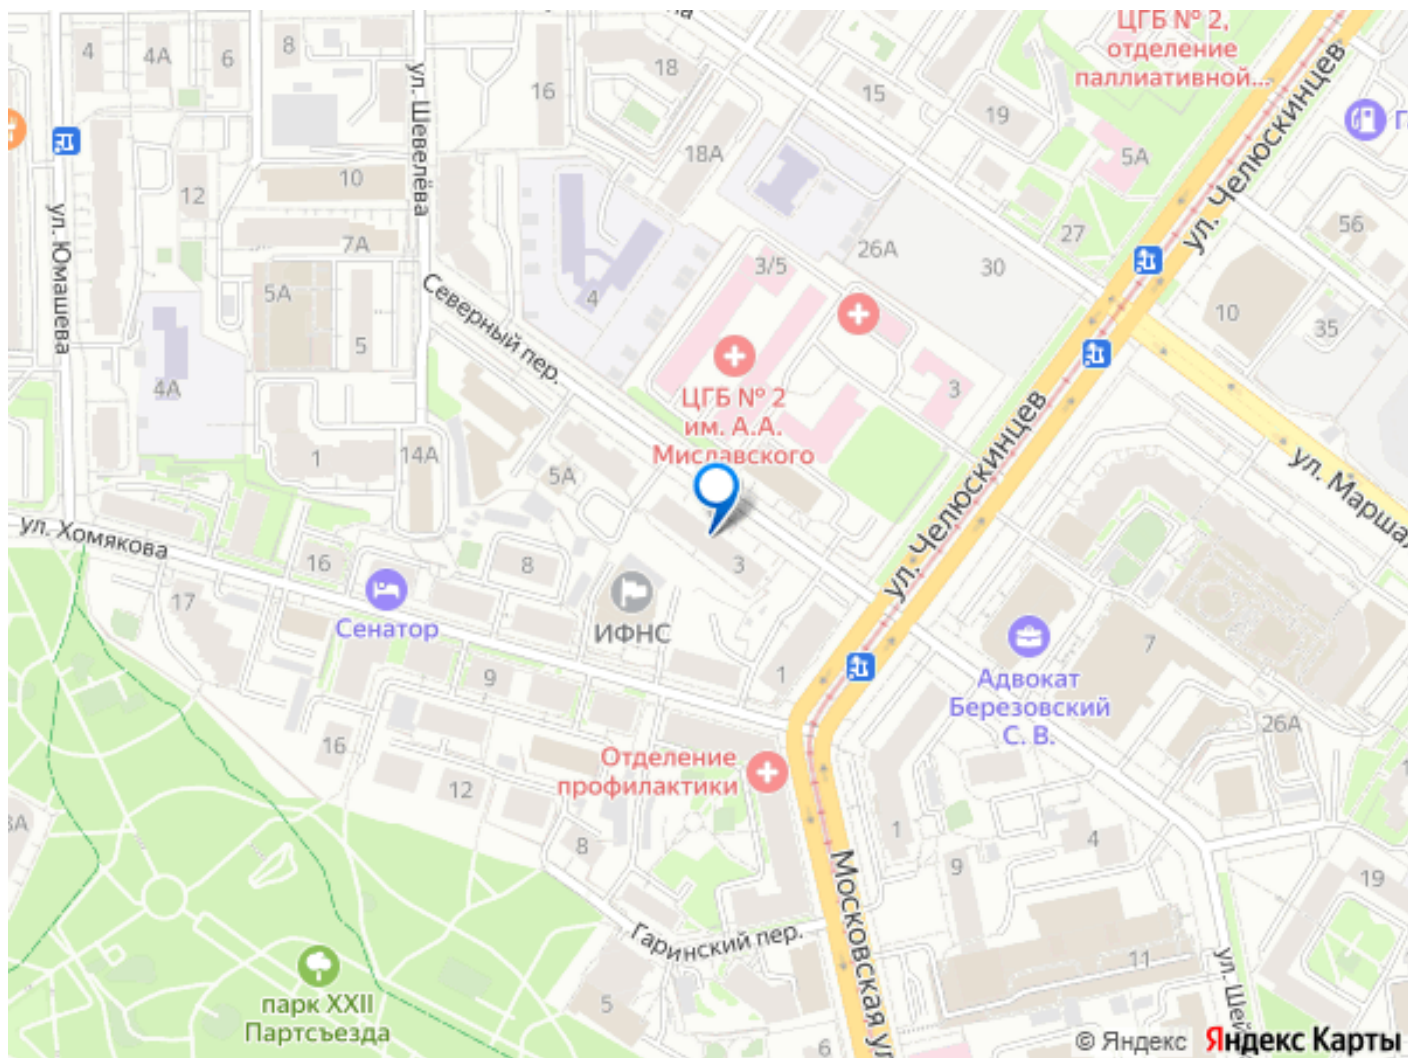 ЦГБ № 2,
отделение
паллиативной...
4
4А
6
8
16
18
15
19
5А
18А
ул. Шевелёва
ул. Челюскинцев
12
10
7А
ул. Юмашева
5А
5
4А
Северный пер.
4
3/5
26А
30
27
56
10
35
3
ЦГБ № 2
им. А.А.
Миславского
1
14А
5А
ул. Челюскинцев
ул. Маршал
ул. Хомякова
16
17
Сенатор
8
ИФНС
3
9
1
7
Адвокат
Березовский
С. В.
26А
16
12
Отделение
профилактики
8
1
9
4
19
Московская ул
Гаринский пер.
11
5
6
ул. Шей
парк XXII
Партсъезда
© Яндекс Яндекс Карты